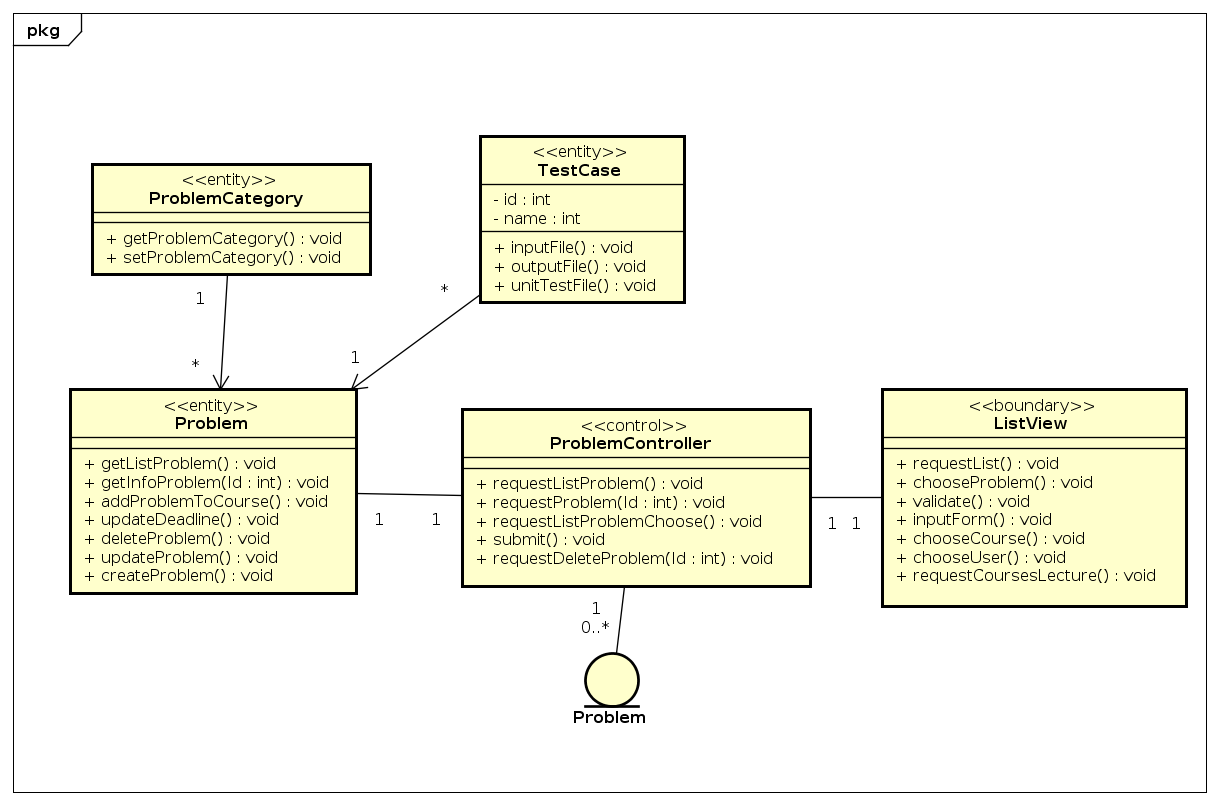 pkg
<<entity>>
ProblemCategory
+ getProblemCategory() : void
+ setProblemCategory() : void
<<entity>>
TestCase
- id : int
- name : int
+ inputFile() : void
+ outputFile() : void
+ unitTestFile() : void
1
*
*
1
<<entity>>
Problem
+ getListProblem() : void
+ getInfoProblem(Id : int) : void
+ addProblemToCourse() : void
+ updateDeadline() : void
+ deleteProblem() : void
+ updateProblem() : void
+ createProblem() : void
1 1
<<control>>
ProblemController
+ requestListProblem() : void
+ requestProblem(Id : int) : void
+ requestListProblemChoose() : void
+ submit() : void
+ requestDeleteProblem(Id : int) : void
1 1
<<boundary>>
ListView
+ requestList() : void
+ chooseProblem() : void
+ validate() : void
+ inputForm() : void
+ chooseCourse() : void
+ chooseUser() : void
+ requestCoursesLecture() : void
1
0..*
Problem